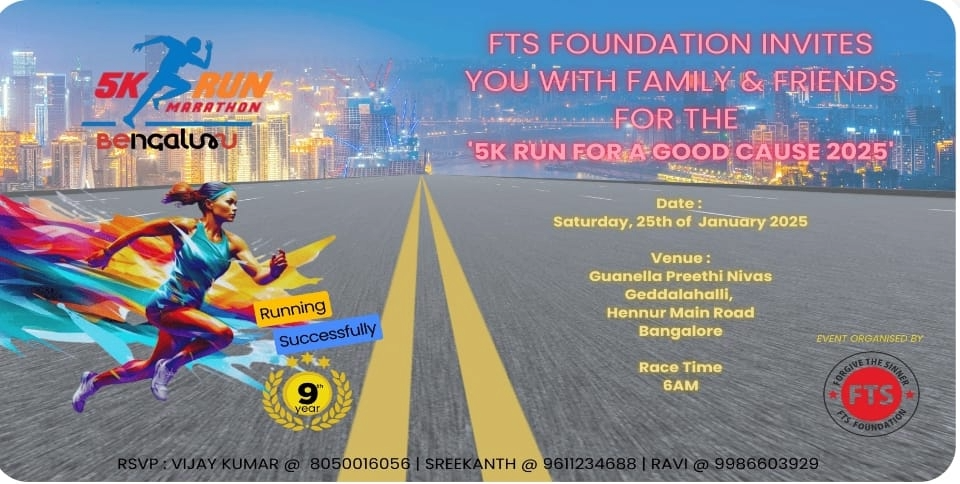 5K RUN
MARATHON
BENGALURU
FTS FOUNDATION INVITES
YOU WITH FAMILY & FRIENDS
FOR THE
'5K RUN FOR A GOOD CAUSE 2025'
Date :
Saturday, 25th of January 2025
Venue :
Guanella Preethi Nivas
Geddalahalli,
Hennur Main Road
Bangalore
Race Time
6AM
Running
Successfully
9th
year
EVENT ORGANISED BY
FORGIVE THE SINNER
FTS
FTS. FOUNDATION
RSVP : VIJAY KUMAR @ 8050016056 | SREEKANTH @ 9611234688 | RAVI @ 9986603929